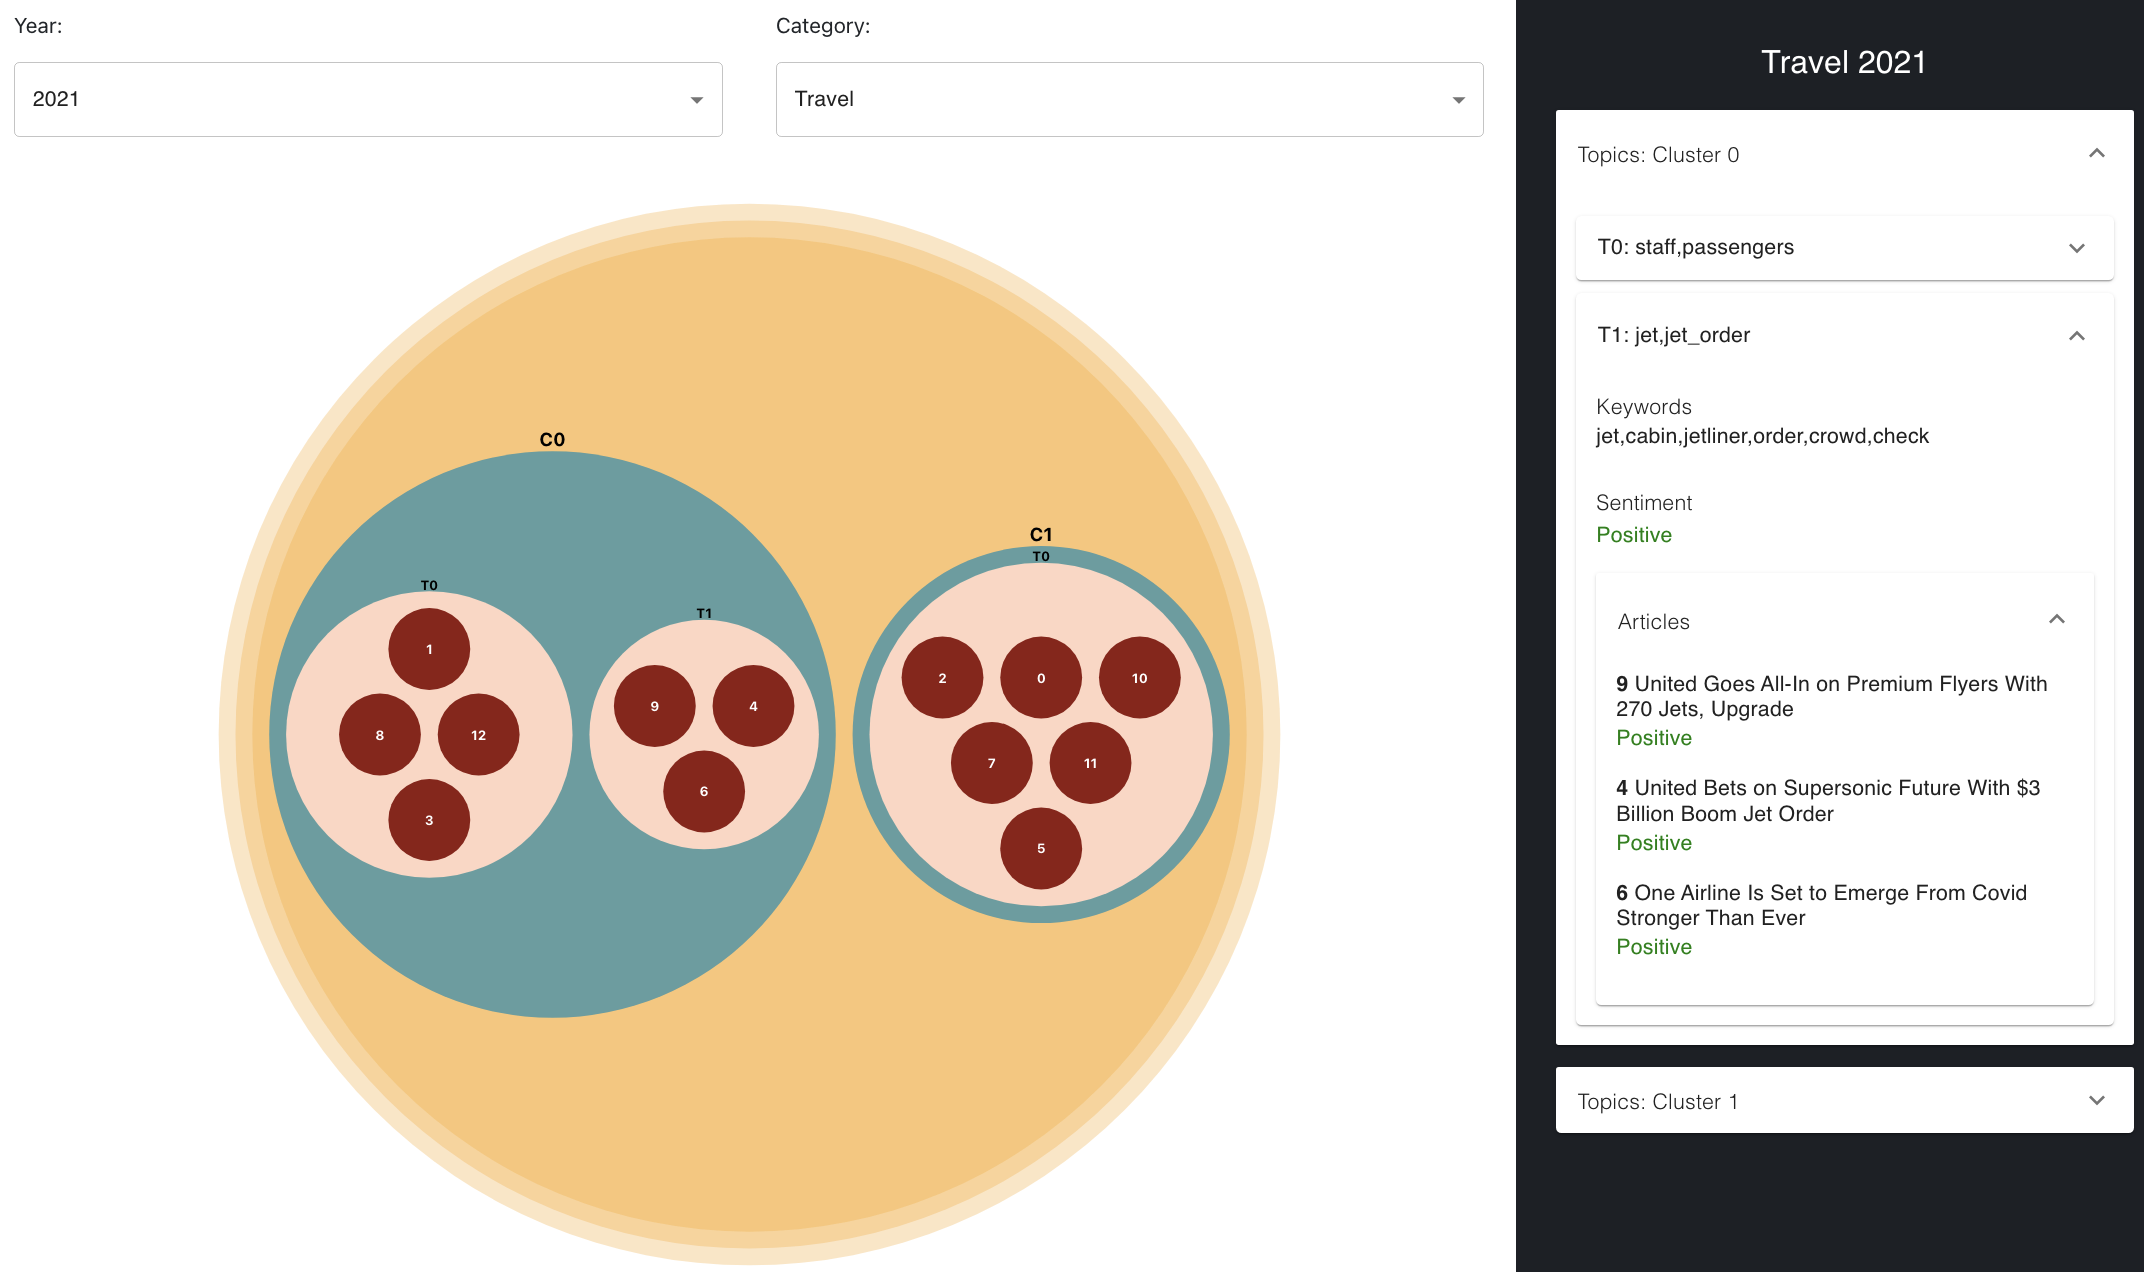 Year:
2021
Category:
Travel
C0
T0
1
8
12
3
T1
9
4
6
C1
T0
2
0
10
7
11
5
Travel 2021
Topics: Cluster 0
T0: staff,passengers
T1: jet,jet_order
Keywords
jet,cabin,jetliner,order,crowd,check
Sentiment
Positive
Articles
9 United Goes All-In on Premium Flyers With
270 Jets, Upgrade
Positive
4 United Bets on Supersonic Future With $3
Billion Boom Jet Order
Positive
6 One Airline Is Set to Emerge From Covid
Stronger Than Ever
Positive
Topics: Cluster 1